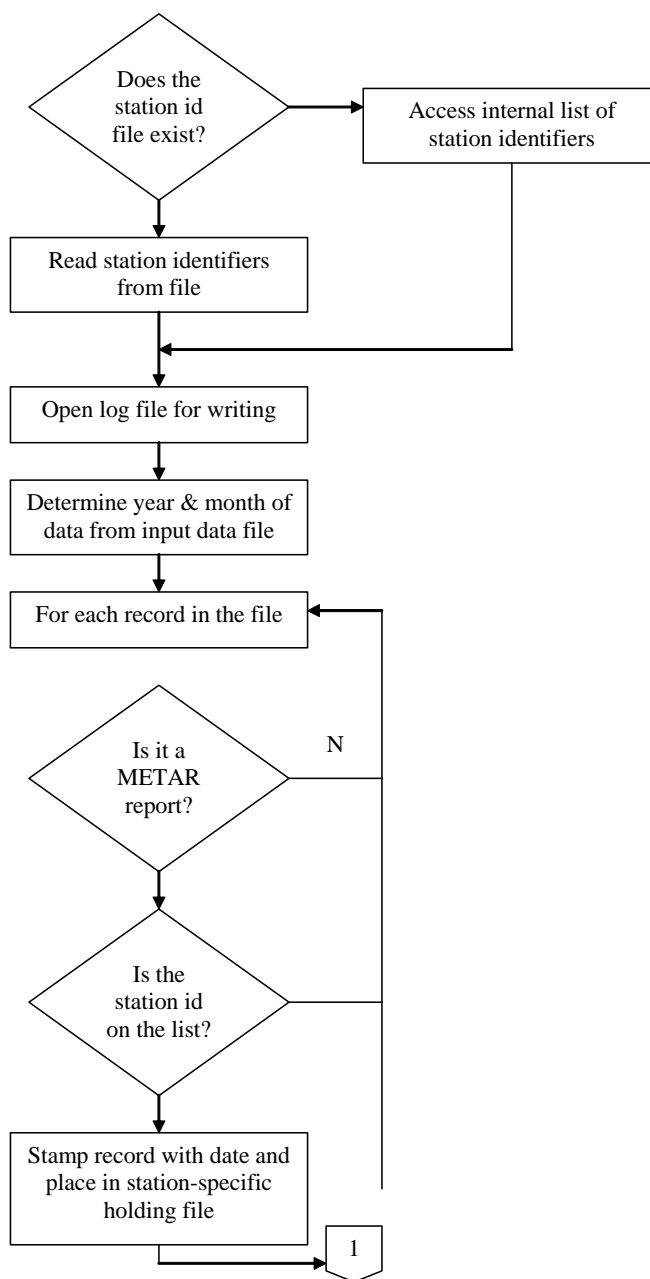 Does the
station id
file exist?
Access internal list of
station identifiers
Read station identifiers
from file
Open log file for writing
Determine year & month of
data from input data file
For each record in the file
Is it a
METAR
report?
N
Is the
station id
on the list?
Stamp record with date and
place in station-specific
holding file
1